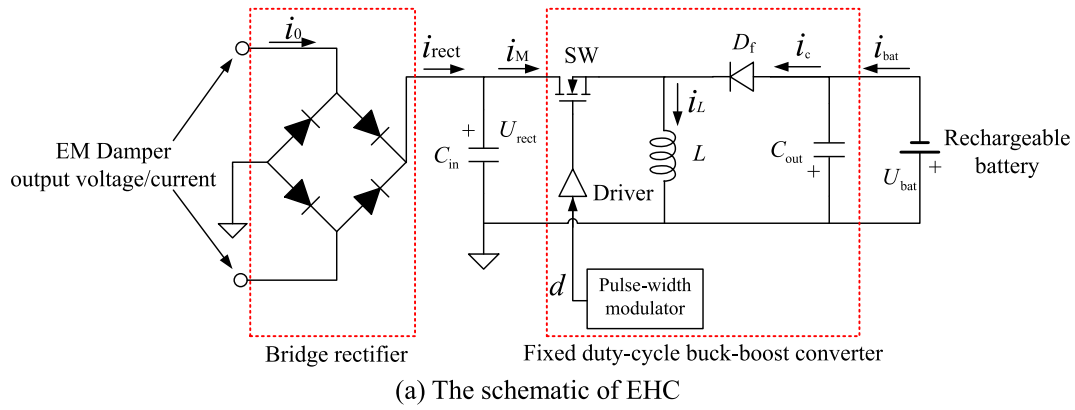 i0
irect
iM
SW
Df
ic
ibat
EM Damper
output voltage/current
+
Urect
Cin
iL
L
Cout
+
Rechargeable
battery
Ubat
+
Driver
d
Pulse-width
modulator
Bridge rectifier
Fixed duty-cycle buck-boost converter
(a) The schematic of EHC